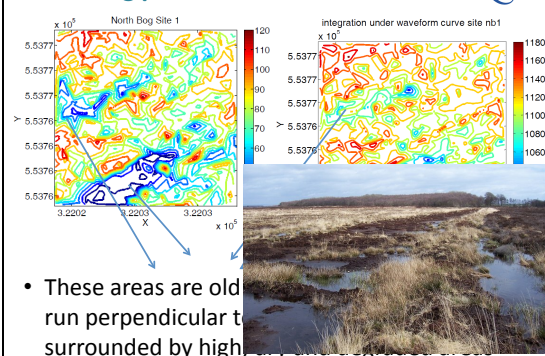 North Bog Site 1
integration under waveform curve site nb1
x 10⁵
5.5377
5.5377
5.5377
5.5376
5.5376
5.5376
Y
3.2202
3.2203
3.2203
X
x 10⁵
120
110
100
90
80
70
60
x 10⁵
5.5377
5.5377
5.5377
5.5376
5.5376
Y
1180
1160
1140
1120
1100
1080
1060
• These areas are old
run perpendicular
surrounded by high